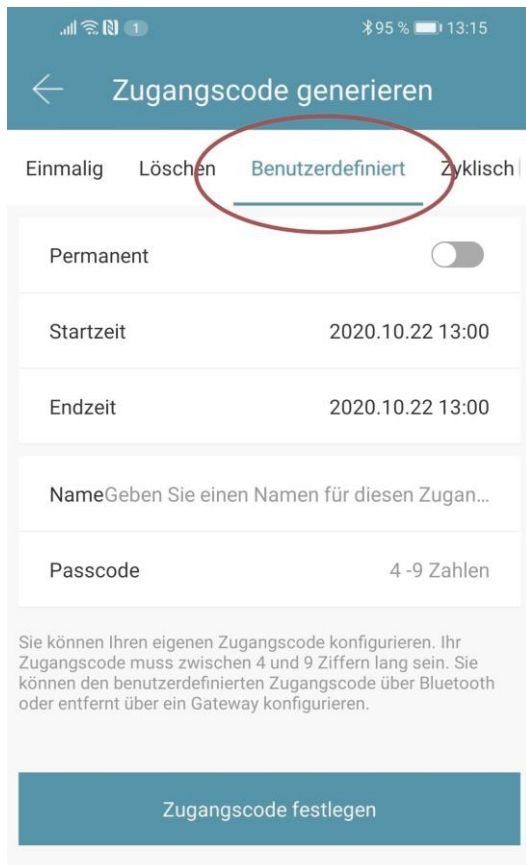 1 95 % 13:15
Zugangscode generieren
Einmalig Löschen Benutzerdefiniert Zyklisch
Permanent
Startzeit 2020.10.22 13:00
Endzeit 2020.10.22 13:00
NameGeben Sie einen Namen für diesen Zugan...
Passcode 4 -9 Zahlen
Sie können Ihren eigenen Zugangscode konfigurieren. Ihr
Zugangscode muss zwischen 4 und 9 Ziffern lang sein. Sie
können den benutzerdefinierten Zugangscode über Bluetooth
oder entfernt über ein Gateway konfigurieren.
Zugangscode festlegen